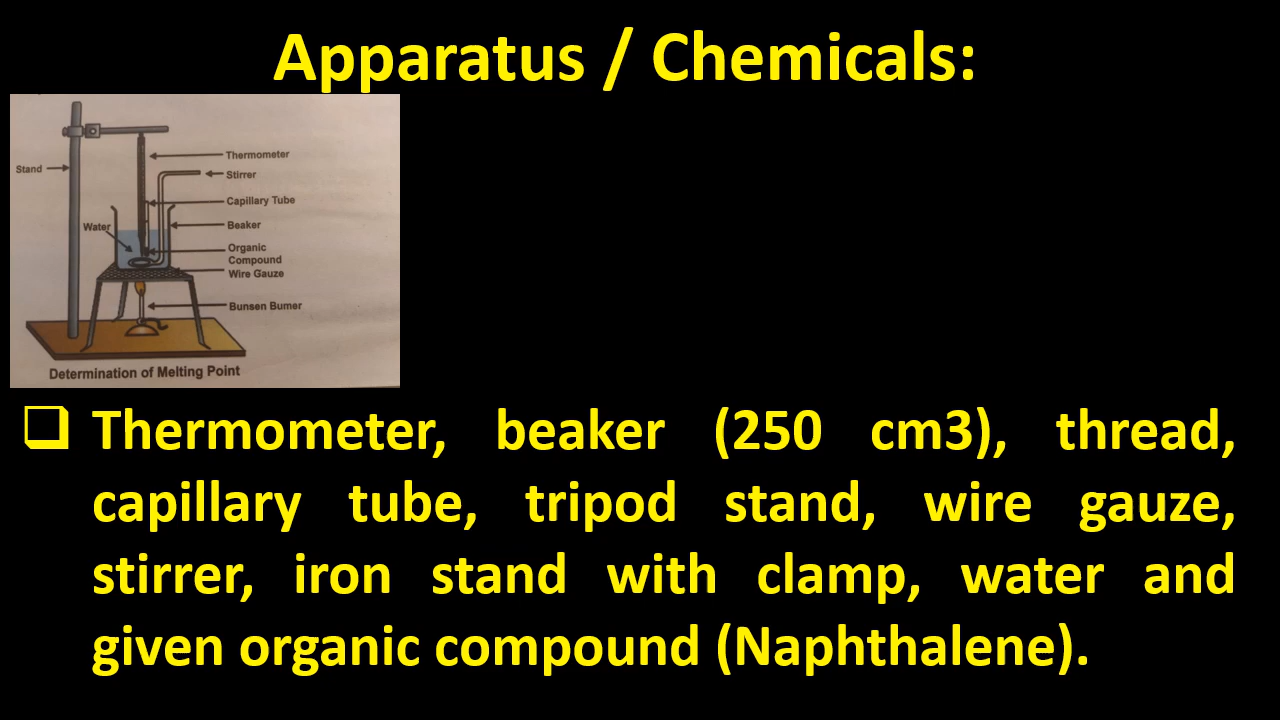 Apparatus / Chemicals:
Thermometer
Stand
Stirrer
Capillary Tube
Water
Beaker
Organic
Compound
Wire Gauze
Bunsen Burner
Determination of Melting Point
Thermometer, beaker (250 cm3), thread,
capillary tube, tripod stand, wire gauze,
stirrer, iron stand with clamp, water and
given organic compound (Naphthalene).